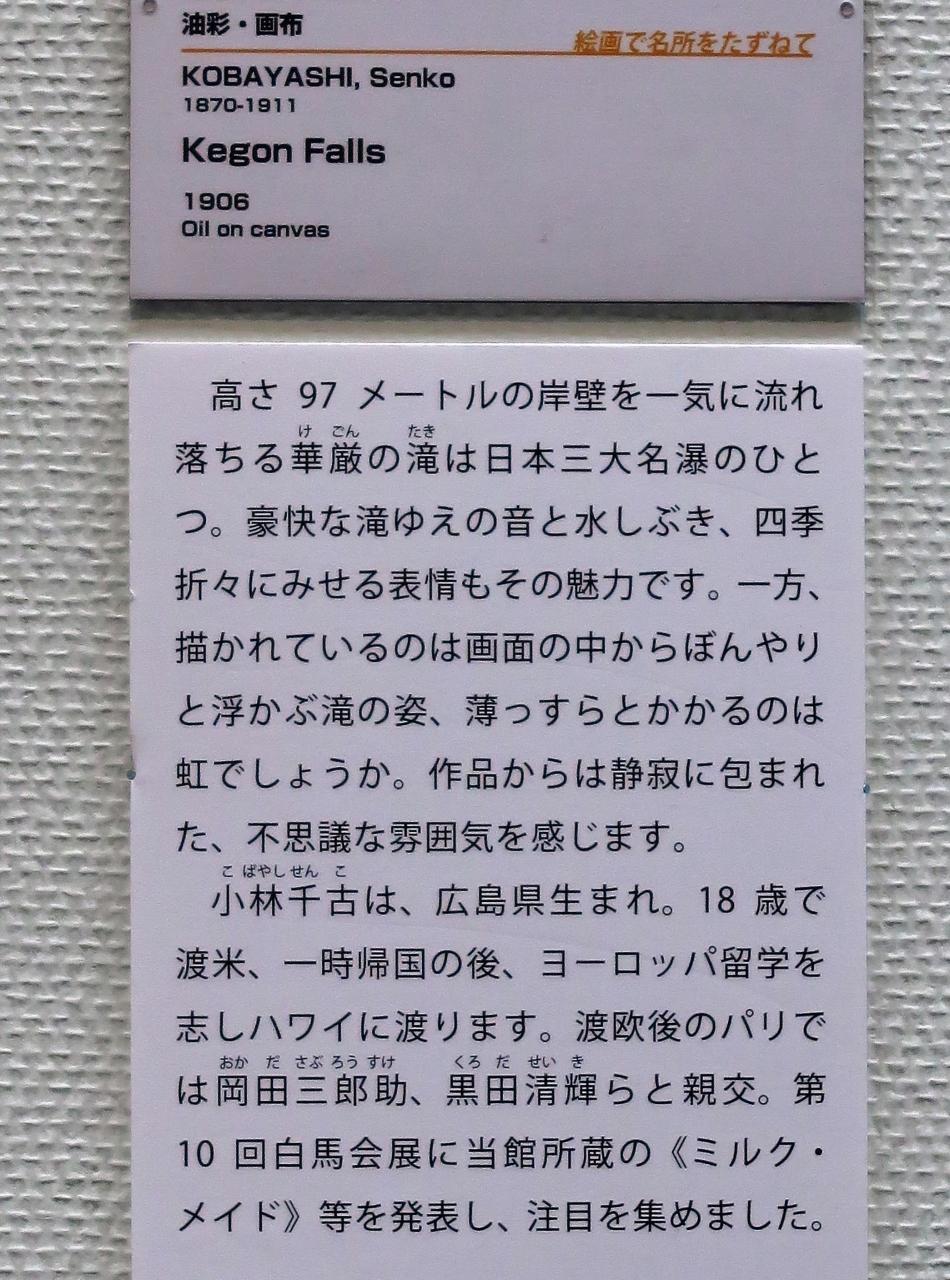 油彩・画布
絵画で名所をたずねて
KOBAYASHI, Senko
1870-1911
Kegon Falls
1906
Oil on canvas
高さ 97 メートルの岸壁を一気に流れ
け ごん たき
落ちる華厳の滝は日本三大名瀑のひと
つ。豪快な滝ゆえの音と水しぶき、四季
折々にみせる表情もその魅力です。一方、
描かれているのは画面の中からぼんやり
と浮かぶ滝の姿、薄っすらとかかるのは
虹でしょうか。作品からは静寂に包まれ
た、不思議な雰囲気を感じます。
こ ばやし せん こ
小林千古は、広島県生まれ。18 歳で
渡米、一時帰国の後、ヨーロッパ留学を
志しハワイに渡ります。渡欧後のパリで
おか だ さぶ ろう すけ くろ だ せい き
は岡田三郎助、黒田清輝らと親交。第
10 回白馬会展に当館所蔵の《ミルク・
メイド》等を発表し、注目を集めました。